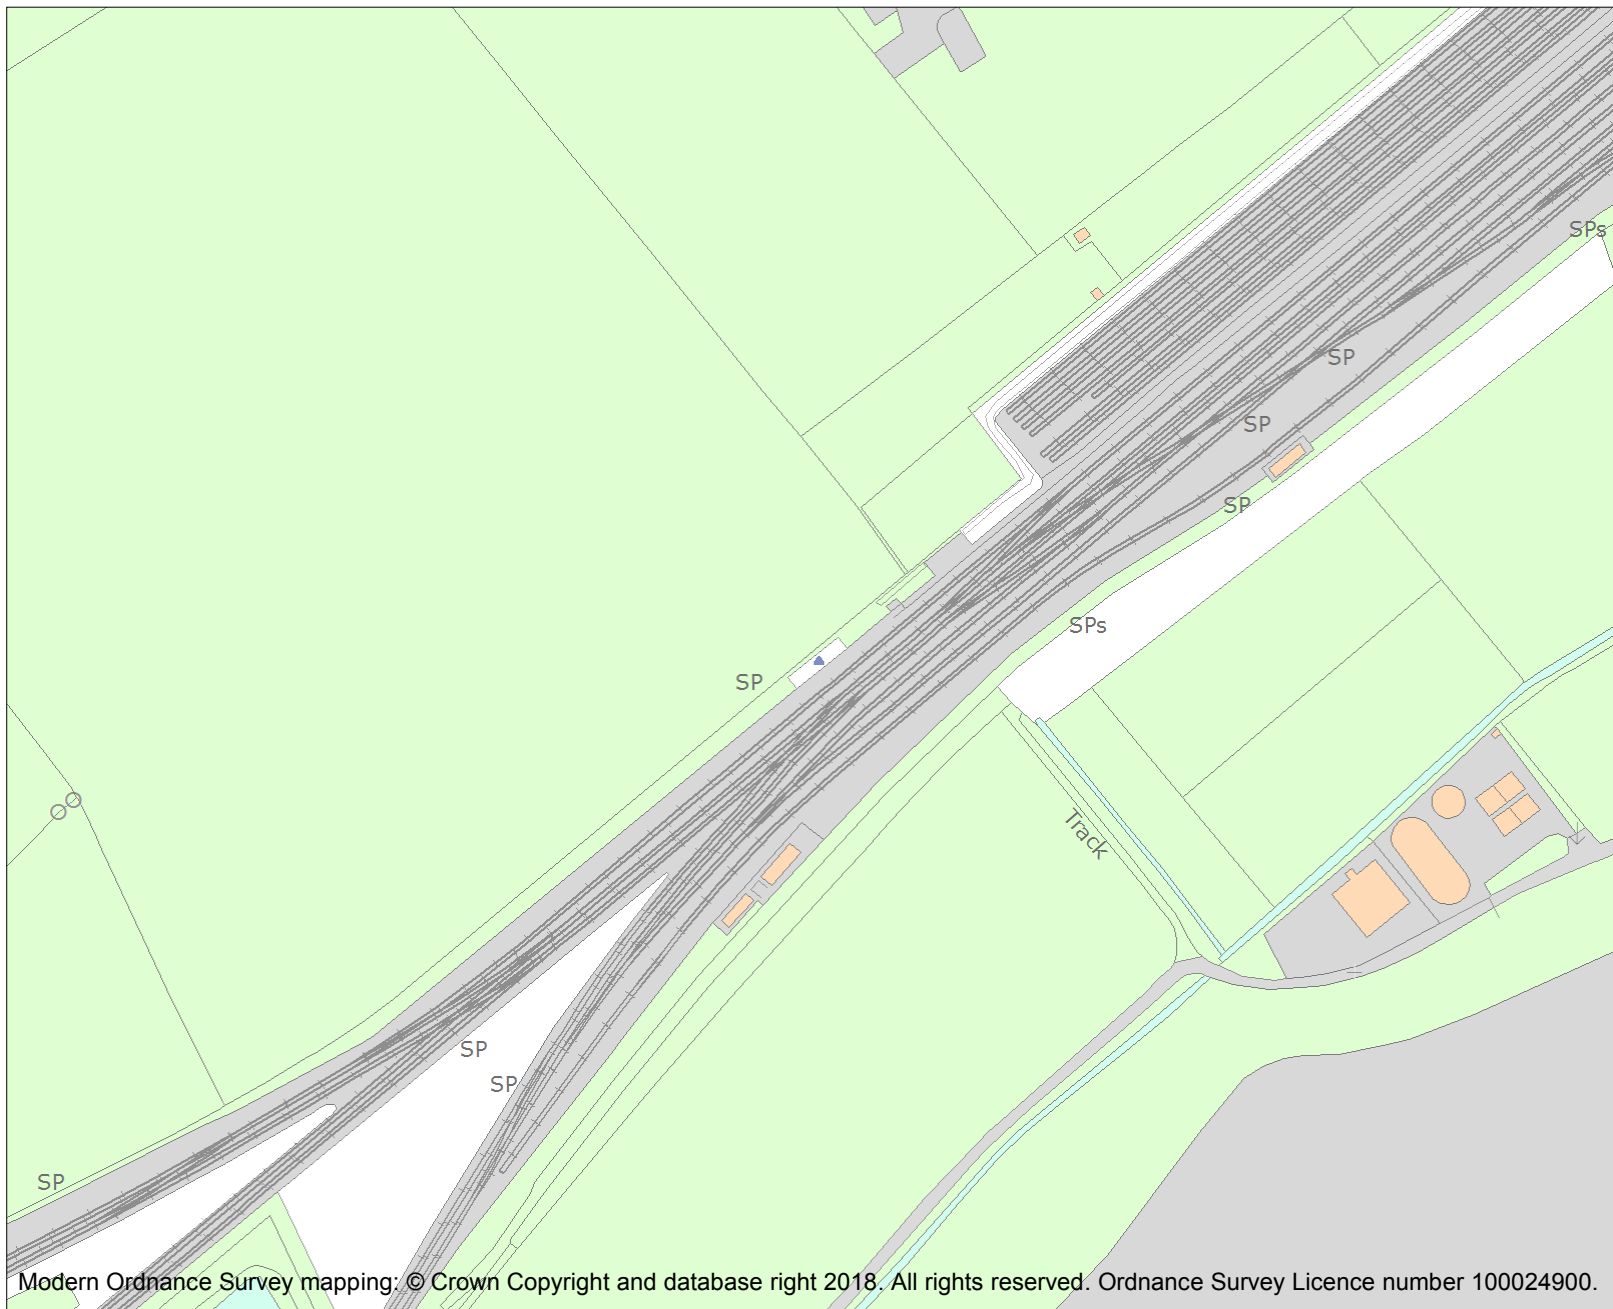 SPs
SP
SP
SP
SPs
SP
Track
SP
SP
SP
Modern Ordnance Survey mapping: © Crown Copyright and database right 2018. All rights reserved. Ordnance Survey Licence number 100024900.